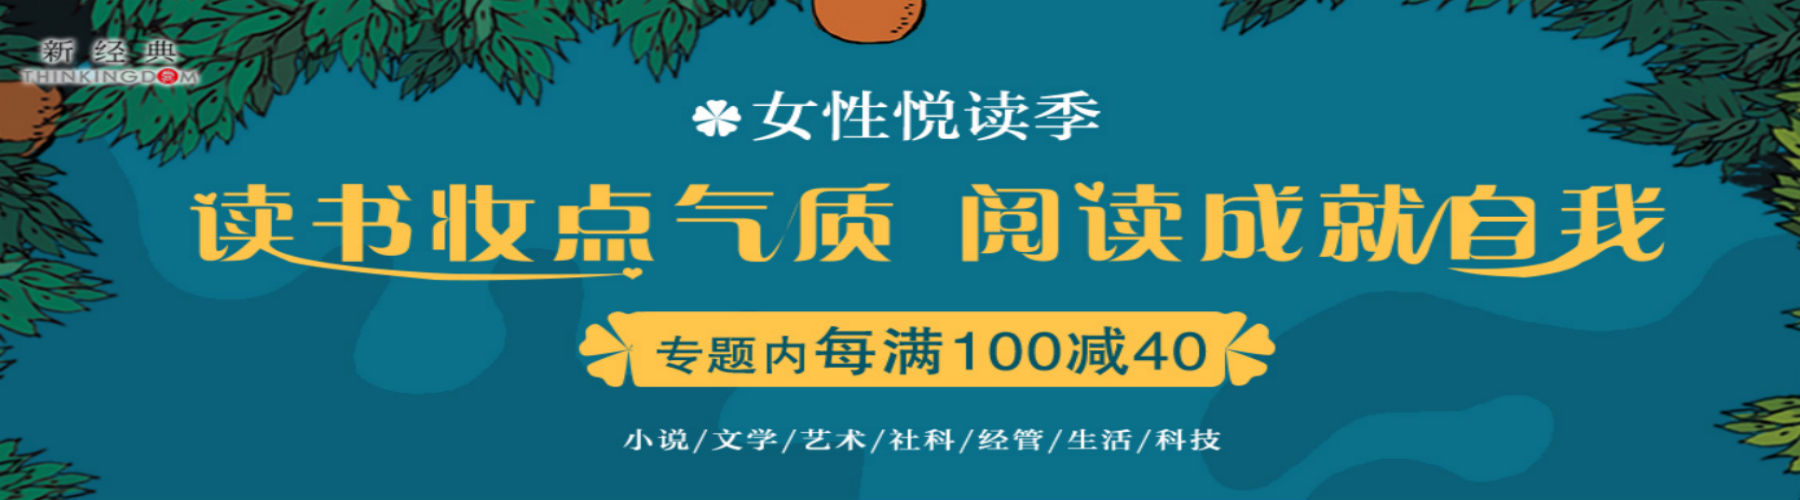 新经典
THINKINGDOM
女性悦读季
读书妆点气质 阅读成就自我
专题内每满100减40
小说/文学/艺术/社科/经管/生活/科技